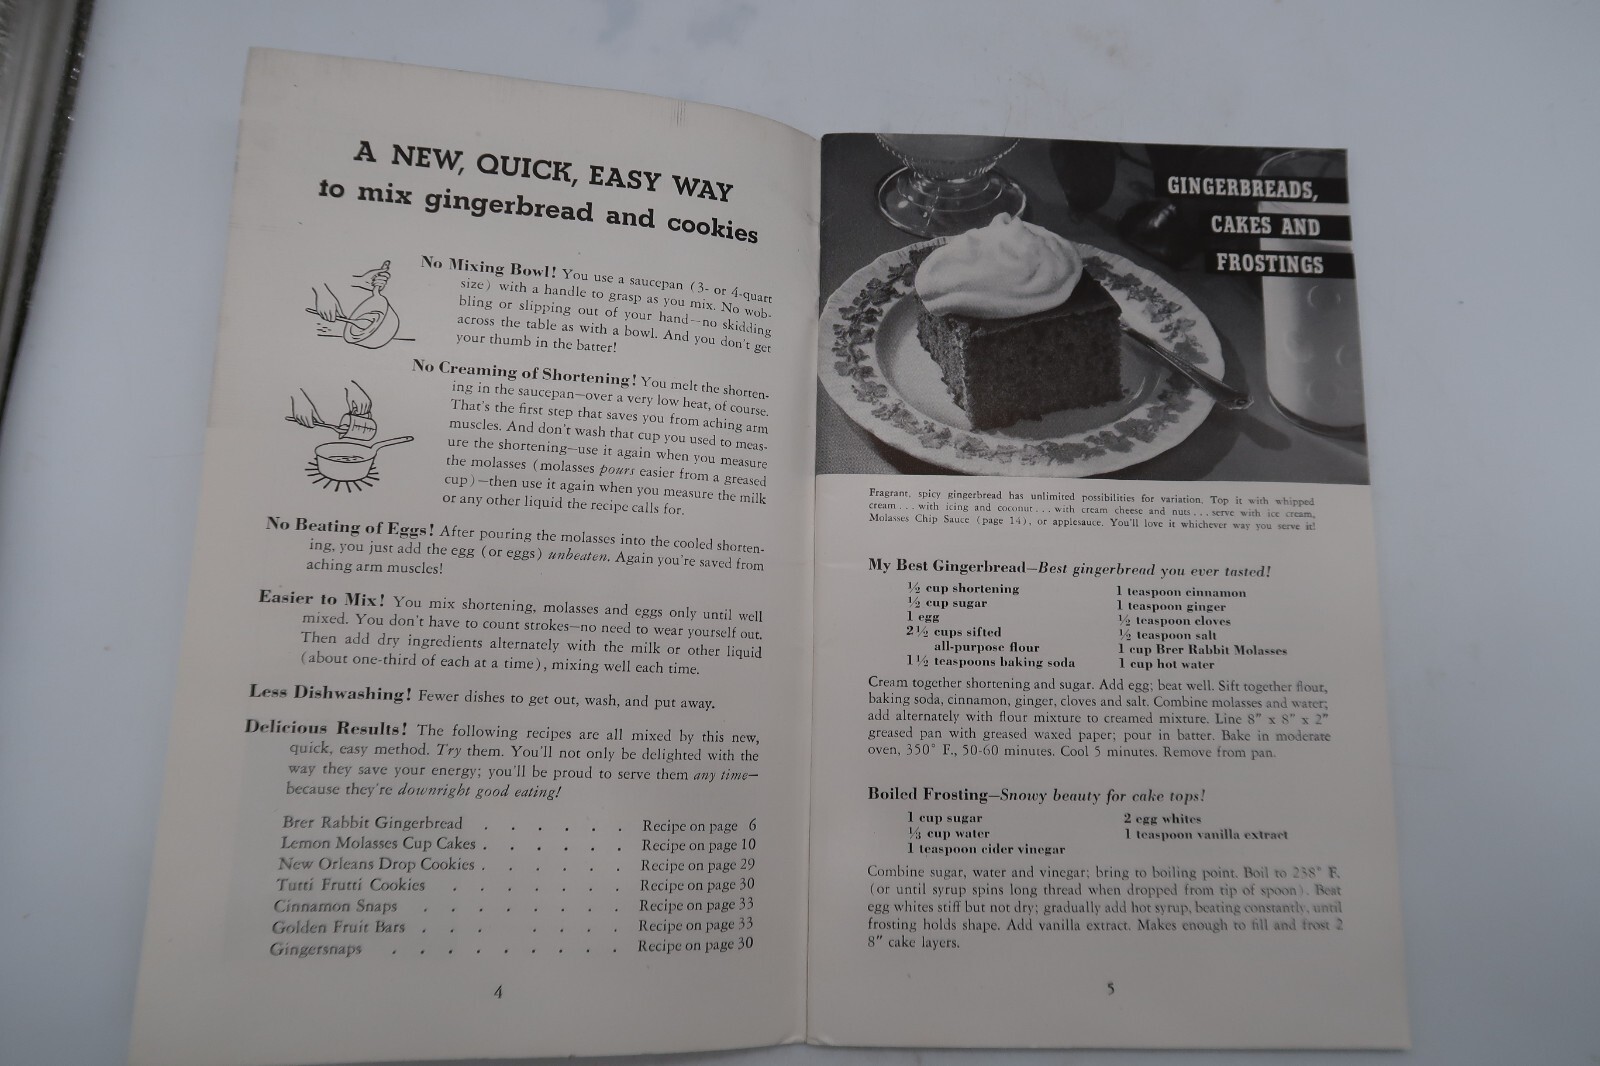 A NEW, QUICK, EASY WAY
to mix gingerbread and cookies
No Mixing Bowl! You use a saucepan (3- or 4-quart
size) with a handle to grasp as you mix. No wob-
bling or slipping out of your hand—no skidding
across the table as with a bowl. And you don't get
your thumb in the batter!
No Creaming of Shortening! You melt the shorten-
ing in the saucepan—over a very low heat, of course.
That's the first step that saves you from aching arm
muscles. And don't wash that cup you used to meas-
ure the shortening—use it again when you measure
the molasses (molasses pours easier from a greased
cup)—then use it again when you measure the milk
or any other liquid the recipe calls for.
No Beating of Eggs! After pouring the molasses into the cooled shorten-
ing, you just add the egg (or eggs) unbeaten. Again you're saved from
aching arm muscles!
Easier to Mix! You mix shortening, molasses and eggs only until well
mixed. You don't have to count strokes—no need to wear yourself out.
Then add dry ingredients alternately with the milk or other liquid
(about one-third of each at a time), mixing well each time.
Less Dishwashing! Fewer dishes to get out, wash, and put away.
Delicious Results! The following recipes are all mixed by this new,
quick, easy method. Try them. You'll not only be delighted with the
way they save your energy; you'll be proud to serve them any time—
because they're downright good eating!
Brer Rabbit Gingerbread . . . . . . Recipe on page 6
Lemon Molasses Cup Cakes . . . . . . Recipe on page 10
New Orleans Drop Cookies . . . . . . Recipe on page 29
Tutti Frutti Cookies . . . . . . . Recipe on page 30
Cinnamon Snaps . . . . . . . . Recipe on page 33
Golden Fruit Bars . . . . . . . Recipe on page 33
Gingersnaps . . . . . . . . . Recipe on page 30
4
GINGERBREADS,
CAKES AND
FROSTINGS
Fragrant, spicy gingerbread has unlimited possibilities for variation. Top it with whipped
cream . . . with icing and coconut . . . with cream cheese and nuts . . . serve with ice cream,
Molasses Chip Sauce (page 14), or applesauce. You'll love it whichever way you serve it!
My Best Gingerbread—Best gingerbread you ever tasted!
½ cup shortening
½ cup sugar
1 egg
2½ cups sifted
all-purpose flour
1½ teaspoons baking soda
1 teaspoon cinnamon
1 teaspoon ginger
½ teaspoon cloves
½ teaspoon salt
1 cup Brer Rabbit Molasses
1 cup hot water
Cream together shortening and sugar. Add egg; beat well. Sift together flour,
baking soda, cinnamon, ginger, cloves and salt. Combine molasses and water;
add alternately with flour mixture to creamed mixture. Line 8" x 8" x 2"
greased pan with greased waxed paper; pour in batter. Bake in moderate
oven, 350° F., 50-60 minutes. Cool 5 minutes. Remove from pan.
Boiled Frosting—Snowy beauty for cake tops!
1 cup sugar
⅓ cup water
1 teaspoon cider vinegar
2 egg whites
1 teaspoon vanilla extract
Combine sugar, water and vinegar; bring to boiling point. Boil to 238° F.
(or until syrup spins long thread when dropped from tip of spoon). Beat
egg whites stiff but not dry; gradually add hot syrup, beating constantly, until
frosting holds shape. Add vanilla extract. Makes enough to fill and frost 2
8" cake layers.
5